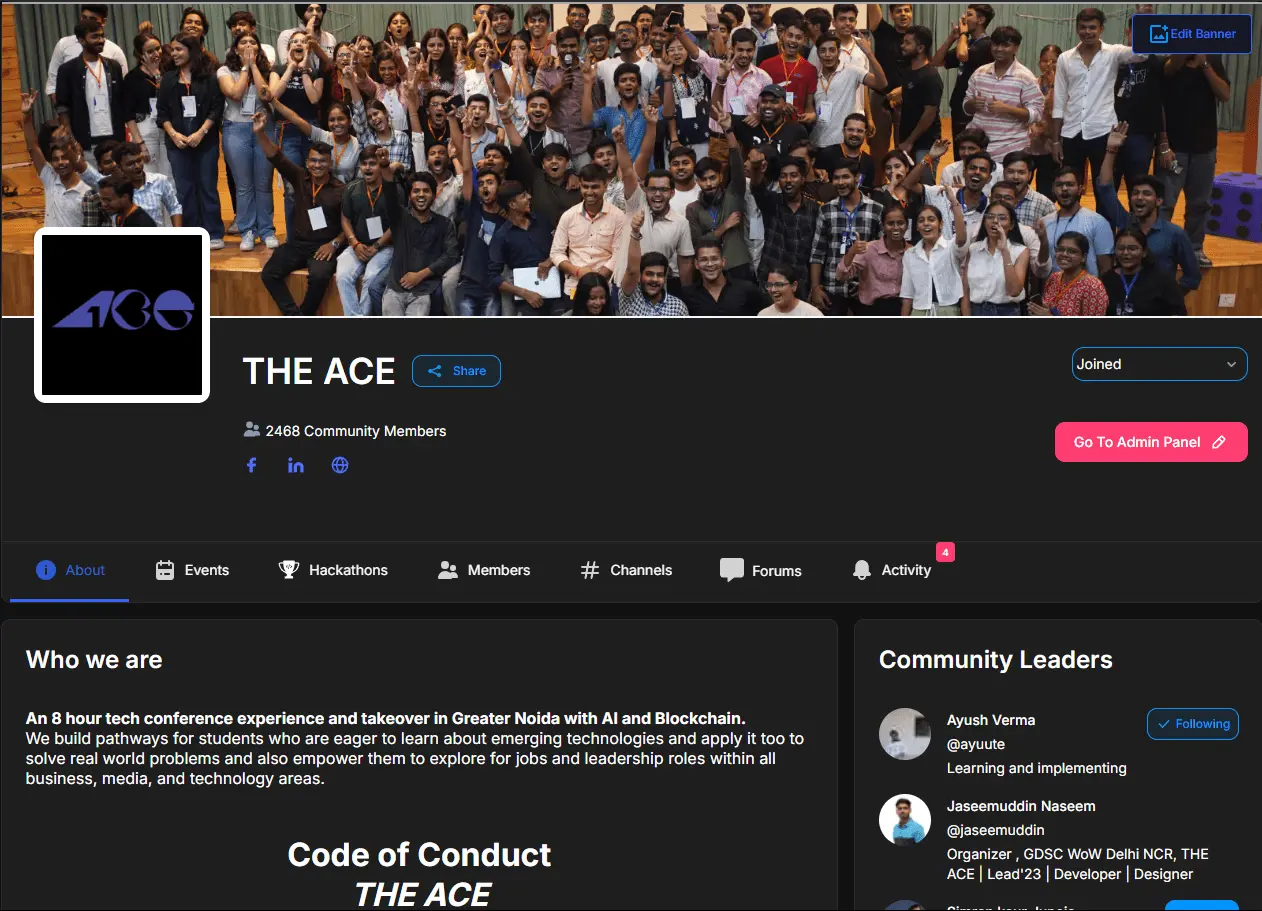 Edit Banner
ACE
THE ACE
Share
Joined
2468 Community Members
Go To Admin Panel
About
Events
Hackathons
Members
Channels
Forums
Activity
4
Who we are
An 8 hour tech conference experience and takeover in Greater Noida with AI and Blockchain.
We build pathways for students who are eager to learn about emerging technologies and apply it too to
solve real world problems and also empower them to explore for jobs and leadership roles within all
business, media, and technology areas.
Code of Conduct
THE ACE
Community Leaders
Ayush Verma
Following
@ayuute
Learning and implementing
Jaseemuddin Naseem
@jaseemuddin
Organizer , GDSC WoW Delhi NCR, THE
ACE | Lead'23 | Developer | Designer